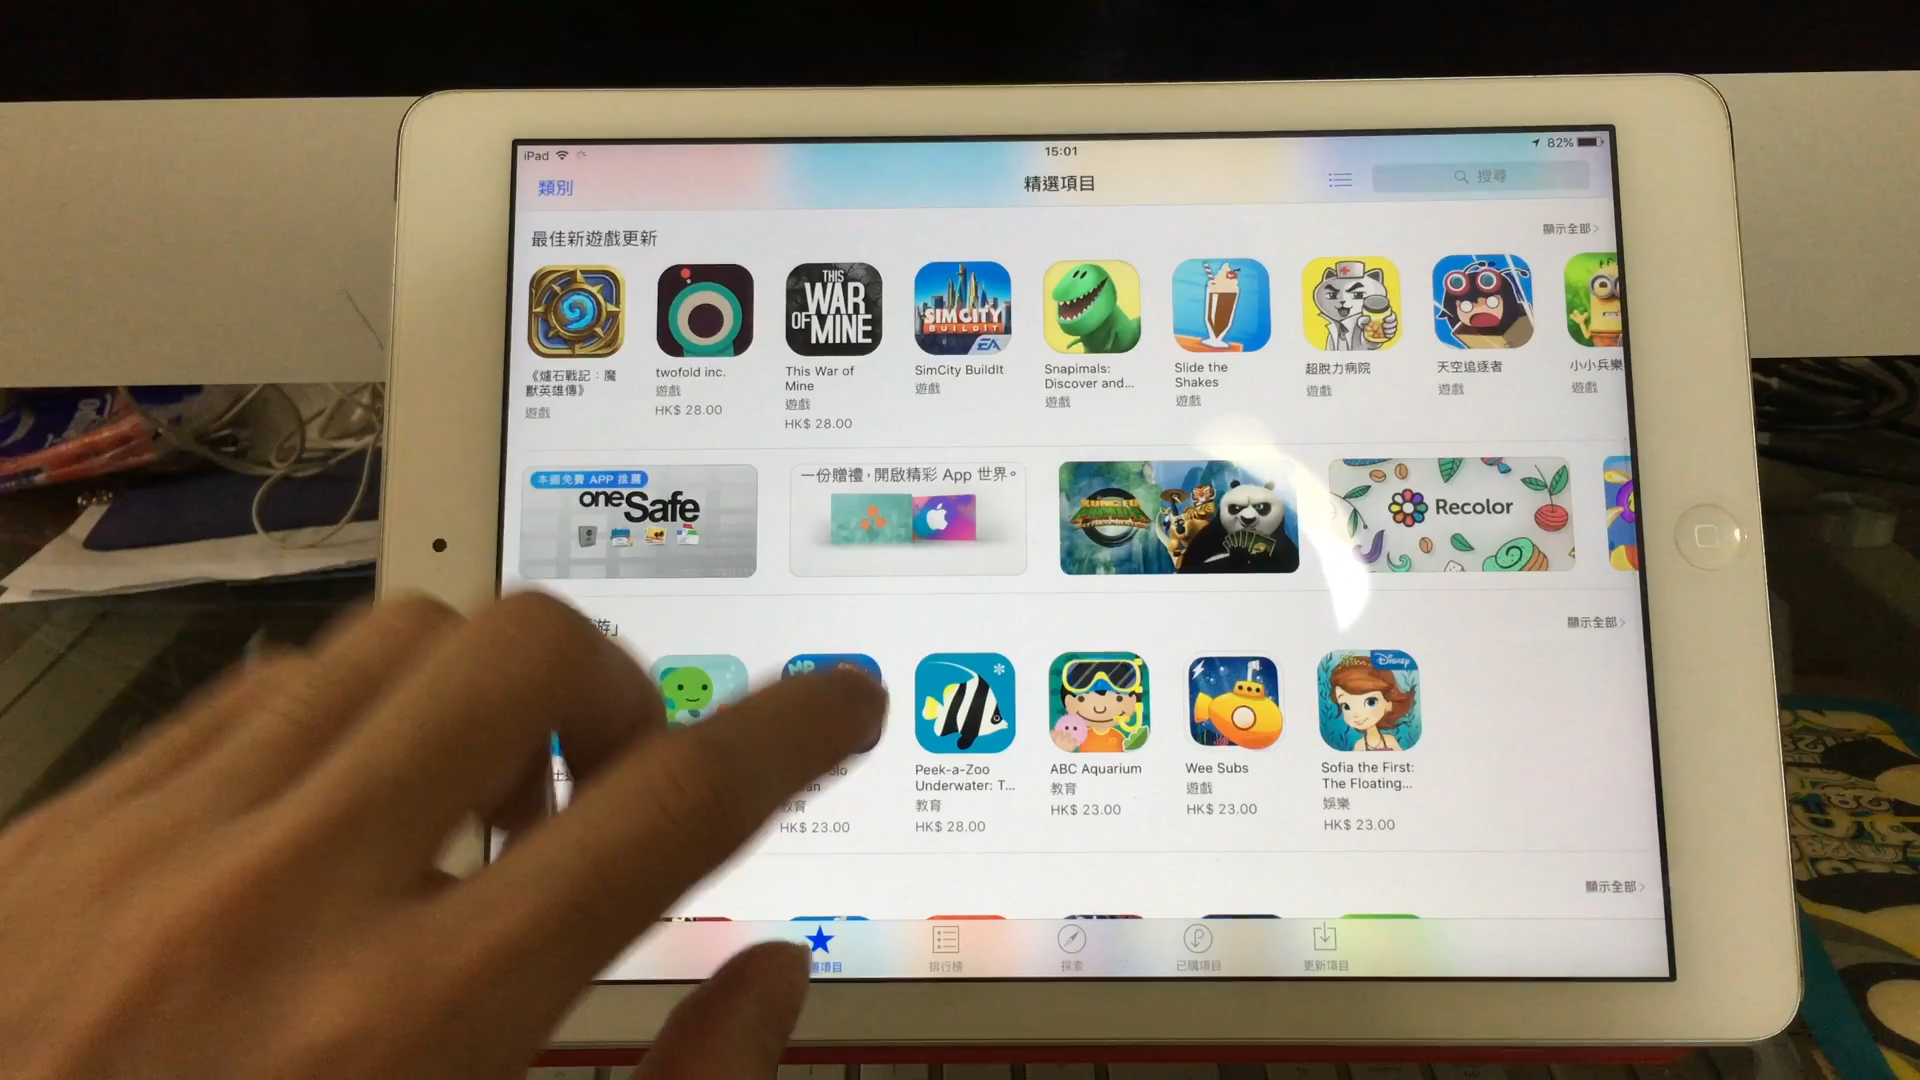 iPad
15:01
82%
類別
精選項目
搜尋
最佳新遊戲更新
顯示全部 >
THIS
WAR
OF MINE
SIMCITY
BUILDIT
EA
《爐石戰記：魔
獸英雄傳》
遊戲
twofold inc.
遊戲
HK$ 28.00
This War of
Mine
遊戲
HK$ 28.00
SimCity BuildIt
遊戲
Snapimals:
Discover and...
遊戲
Slide the
Shakes
遊戲
超脫力病院
遊戲
天空追逐者
遊戲
小小兵樂
遊戲
本週免費 APP 推薦
oneSafe
一份贈禮，開啟精彩 App 世界。
Recolor
游」
顯示全部 >
Disney
教育
HK$ 23.00
Peek-a-Zoo
Underwater: T...
教育
HK$ 28.00
ABC Aquarium
教育
HK$ 23.00
Wee Subs
遊戲
HK$ 23.00
Sofia the First:
The Floating...
娛樂
HK$ 23.00
顯示全部 >
項目
排行榜
探索
已購項目
更新項目